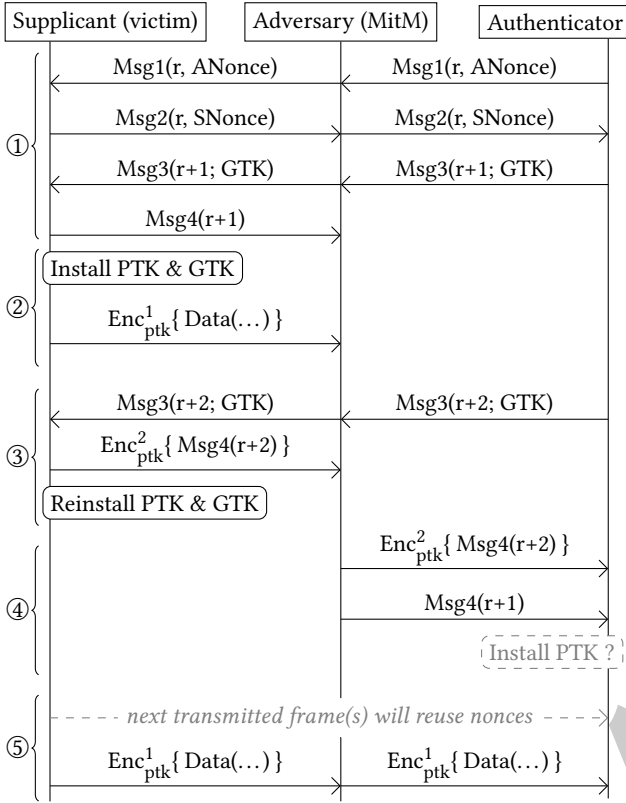 Supplicant (victim) Adversary (MitM) Authenticator
Msg1(r, ANonce) Msg1(r, ANonce)
① Msg2(r, SNonce) Msg2(r, SNonce)
Msg3(r+1; GTK) Msg3(r+1; GTK)
Msg4(r+1)
Install PTK & GTK
② Enc¹ptk{ Data(…) }
Msg3(r+2; GTK) Msg3(r+2; GTK)
③ Enc²ptk{ Msg4(r+2) }
Reinstall PTK & GTK
Enc²ptk{ Msg4(r+2) }
④ Msg4(r+1)
Install PTK ?
next transmitted frame(s) will reuse nonces
⑤ Enc¹ptk{ Data(…) } Enc¹ptk{ Data(…) }